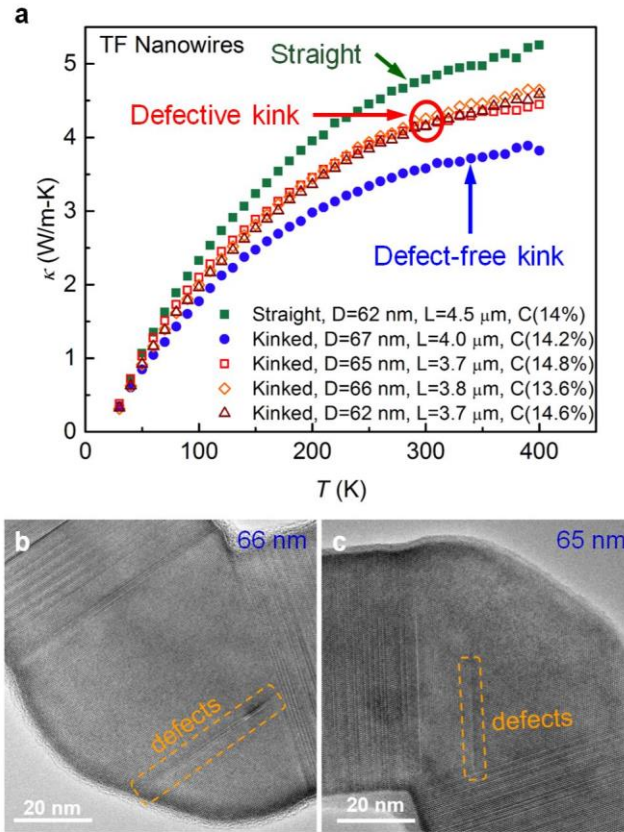 a
TF Nanowires
Straight
Defective kink
Defect-free kink
Straight, D=62 nm, L=4.5 μm, C(14%)
Kinked, D=67 nm, L=4.0 μm, C(14.2%)
Kinked, D=65 nm, L=3.7 μm, C(14.8%)
Kinked, D=66 nm, L=3.8 μm, C(13.6%)
Kinked, D=62 nm, L=3.7 μm, C(14.6%)
κ (W/m-K)
5
4
3
2
1
0
0 100 200 300 400
T (K)
b 66 nm
defects
20 nm
c 65 nm
defects
20 nm